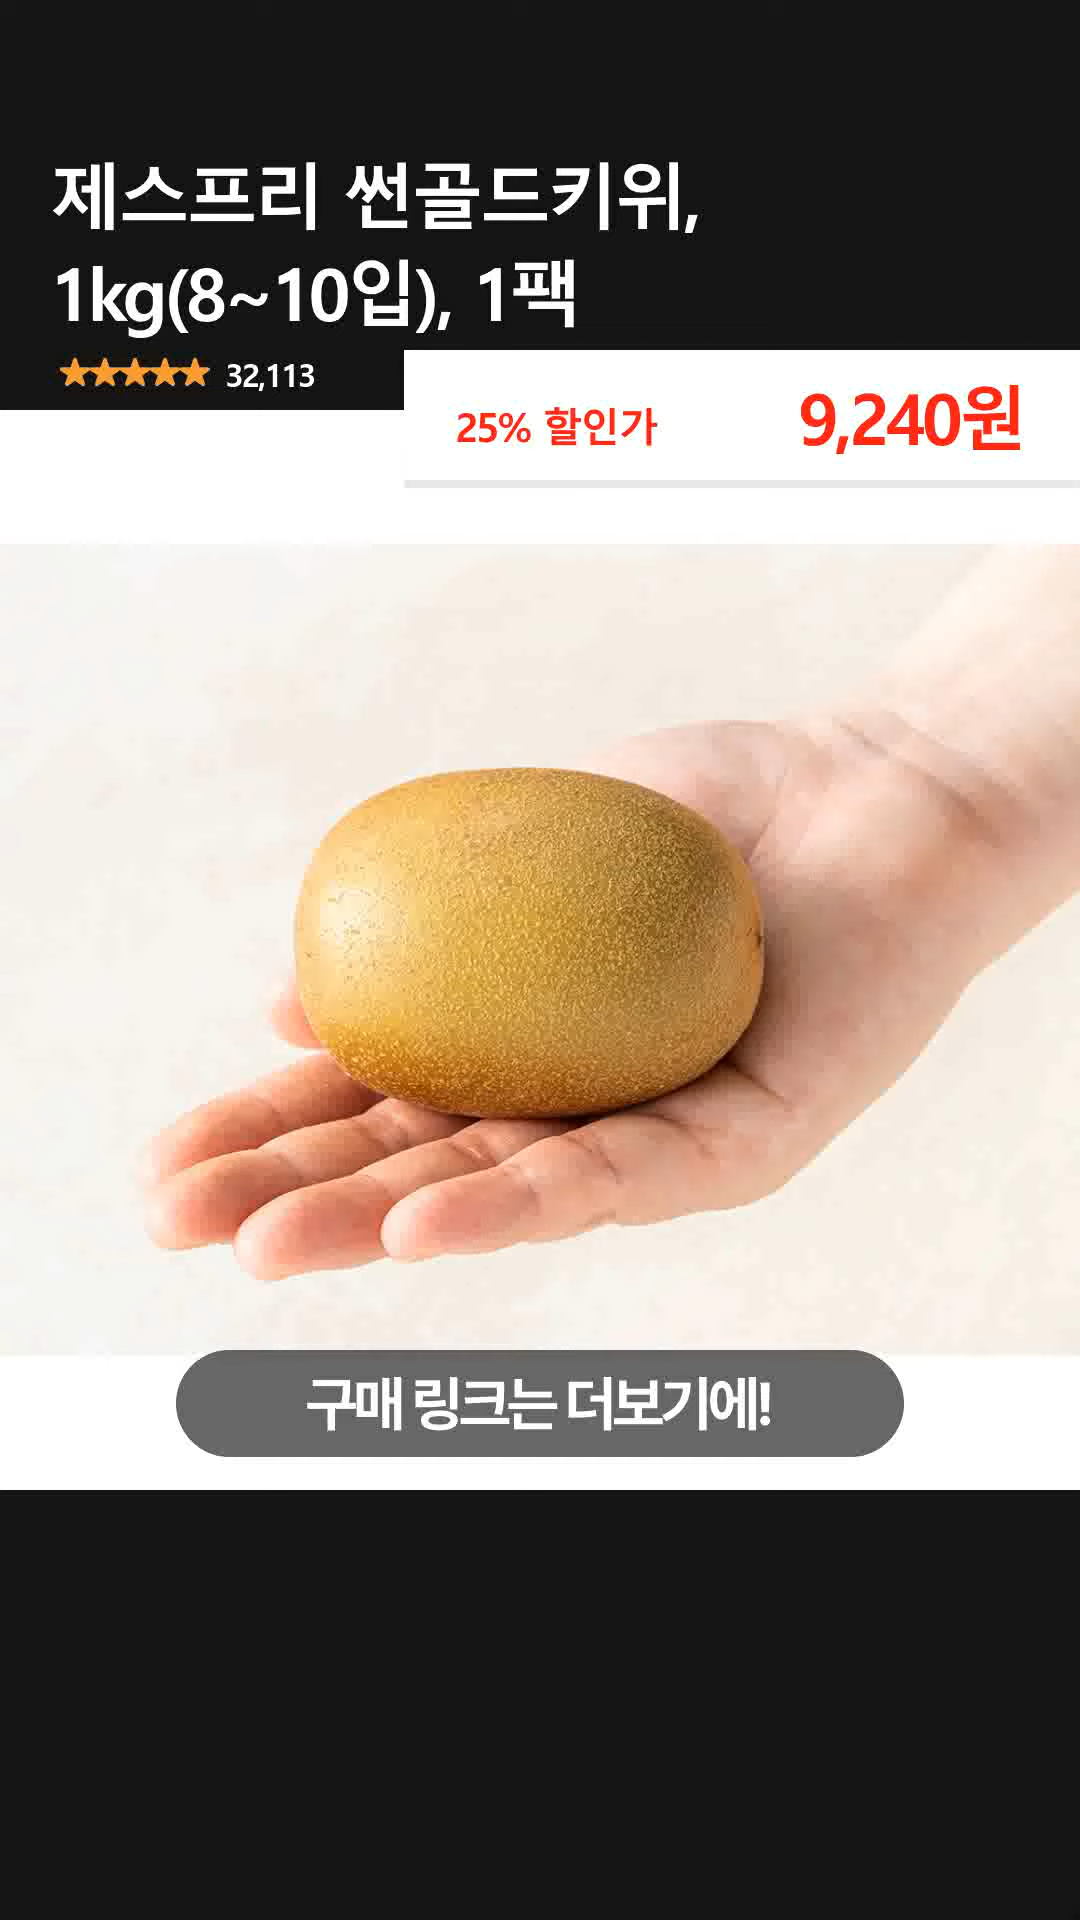 제스프리 썬골드키위,
1kg(8~10입), 1팩
32,113
25% 할인가
9,240원
구매 링크는 더보기에!